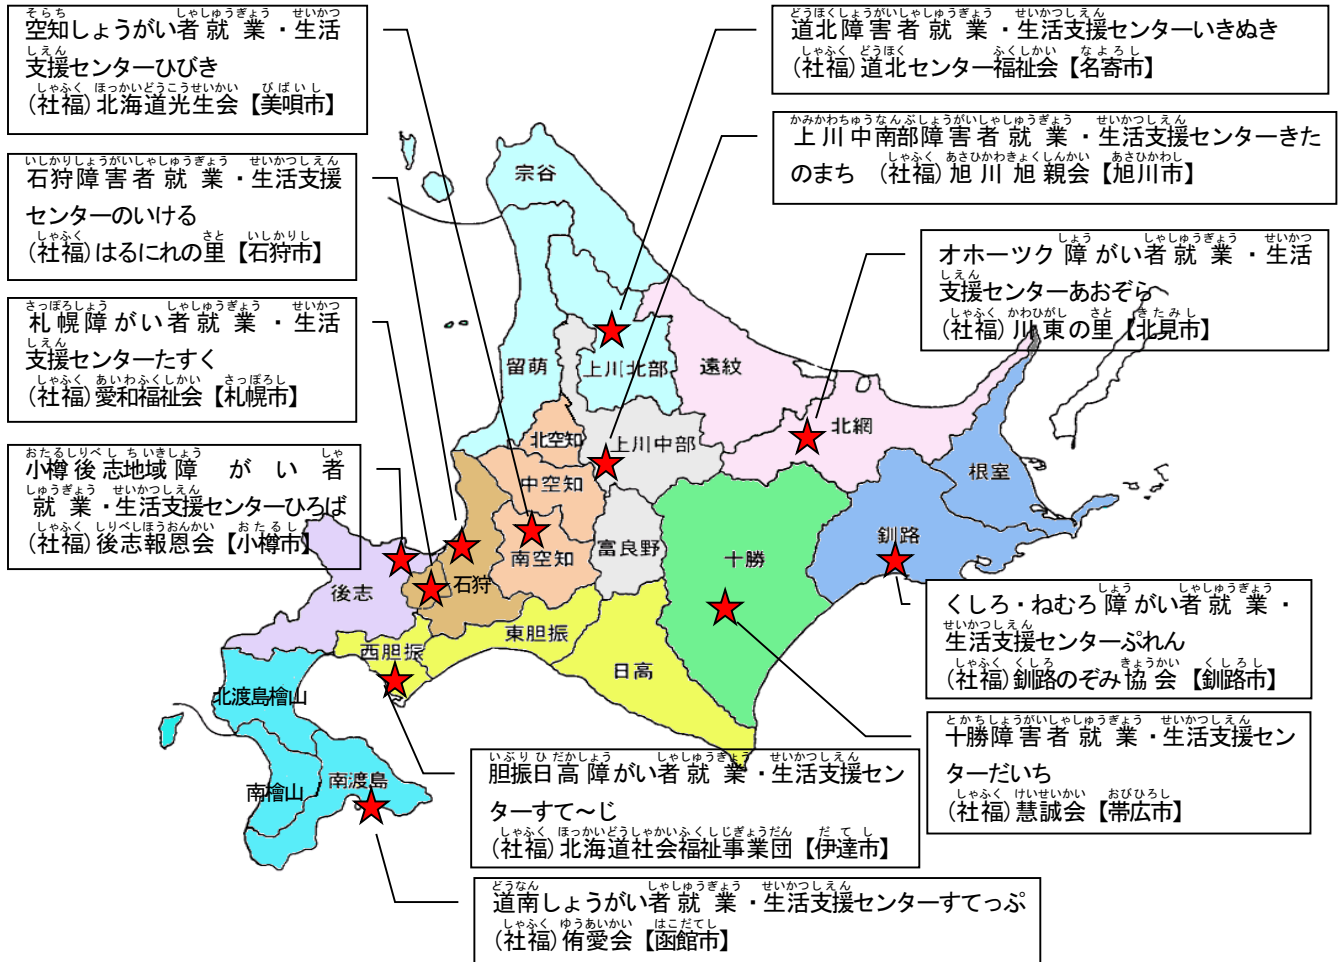 空知しょうがい者就業・生活
支援センターひびき
(社福)北海道光生会【美唄市】
石狩障害者就業・生活支援
センターのいける
(社福)はるにれの里【石狩市】
札幌障がい者就業・生活
支援センターたすく
(社福)愛和福祉会【札幌市】
小樽後志地域障がい者
就業・生活支援センターひろば
(社福)後志報恩会【小樽市】
道北障害者就業・生活支援センターいきぬき
(社福)道北センター福祉会【名寄市】
上川中南部障害者就業・生活支援センターきた
のまち (社福)旭川旭親会【旭川市】
オホーツク障がい者就業・生活
支援センターあおぞら
(社福)川東の里【北見市】
くしろ・ねむろ障がい者就業・
生活支援センターぷれん
(社福)釧路のぞみ協会【釧路市】
十勝障害者就業・生活支援セン
ターだいち
(社福)慧誠会【帯広市】
胆振日高障がい者就業・生活支援セン
ターすて~じ
(社福)北海道社会福祉事業団【伊達市】
道南しょうがい者就業・生活支援センターすてっぷ
(社福)侑愛会【函館市】
宗谷
留萌
上川北部
遠紋
北網
北空知
上川中部
根室
中空知
南空知
富良野
十勝
釧路
石狩
後志
東胆振
西胆振
日高
北渡島檜山
南渡島
南檜山